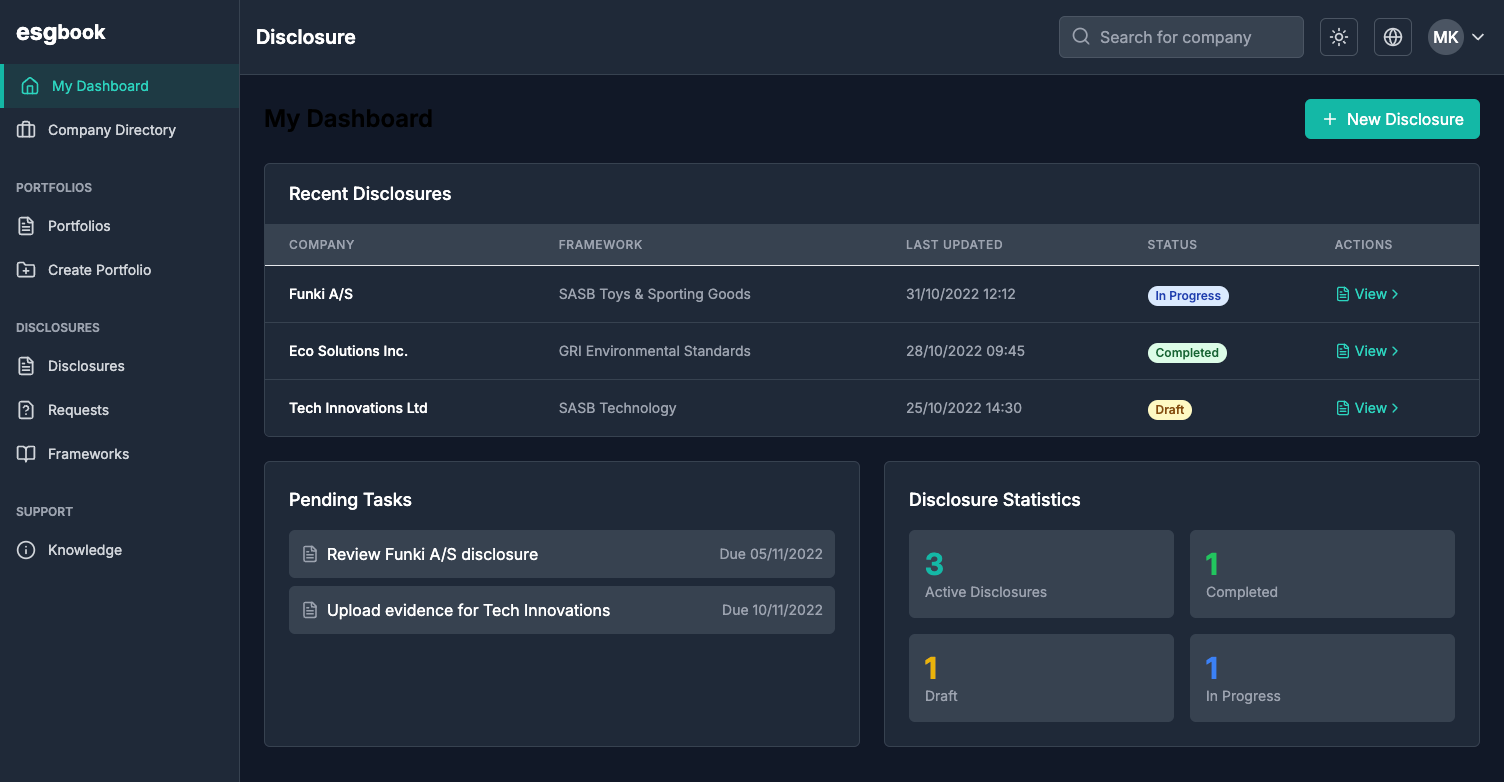 esgbook
Disclosure
Search for company
MK
My Dashboard
Company Directory
PORTFOLIOS
Portfolios
Create Portfolio
DISCLOSURES
Disclosures
Requests
Frameworks
SUPPORT
Knowledge
My Dashboard
New Disclosure
Recent Disclosures
COMPANY FRAMEWORK LAST UPDATED STATUS ACTIONS
Funki A/S SASB Toys & Sporting Goods 31/10/2022 12:12 In Progress View
Eco Solutions Inc. GRI Environmental Standards 28/10/2022 09:45 Completed View
Tech Innovations Ltd SASB Technology 25/10/2022 14:30 Draft View
Pending Tasks
Review Funki A/S disclosure Due 05/11/2022
Upload evidence for Tech Innovations Due 10/11/2022
Disclosure Statistics
3
Active Disclosures
1
Completed
1
Draft
1
In Progress